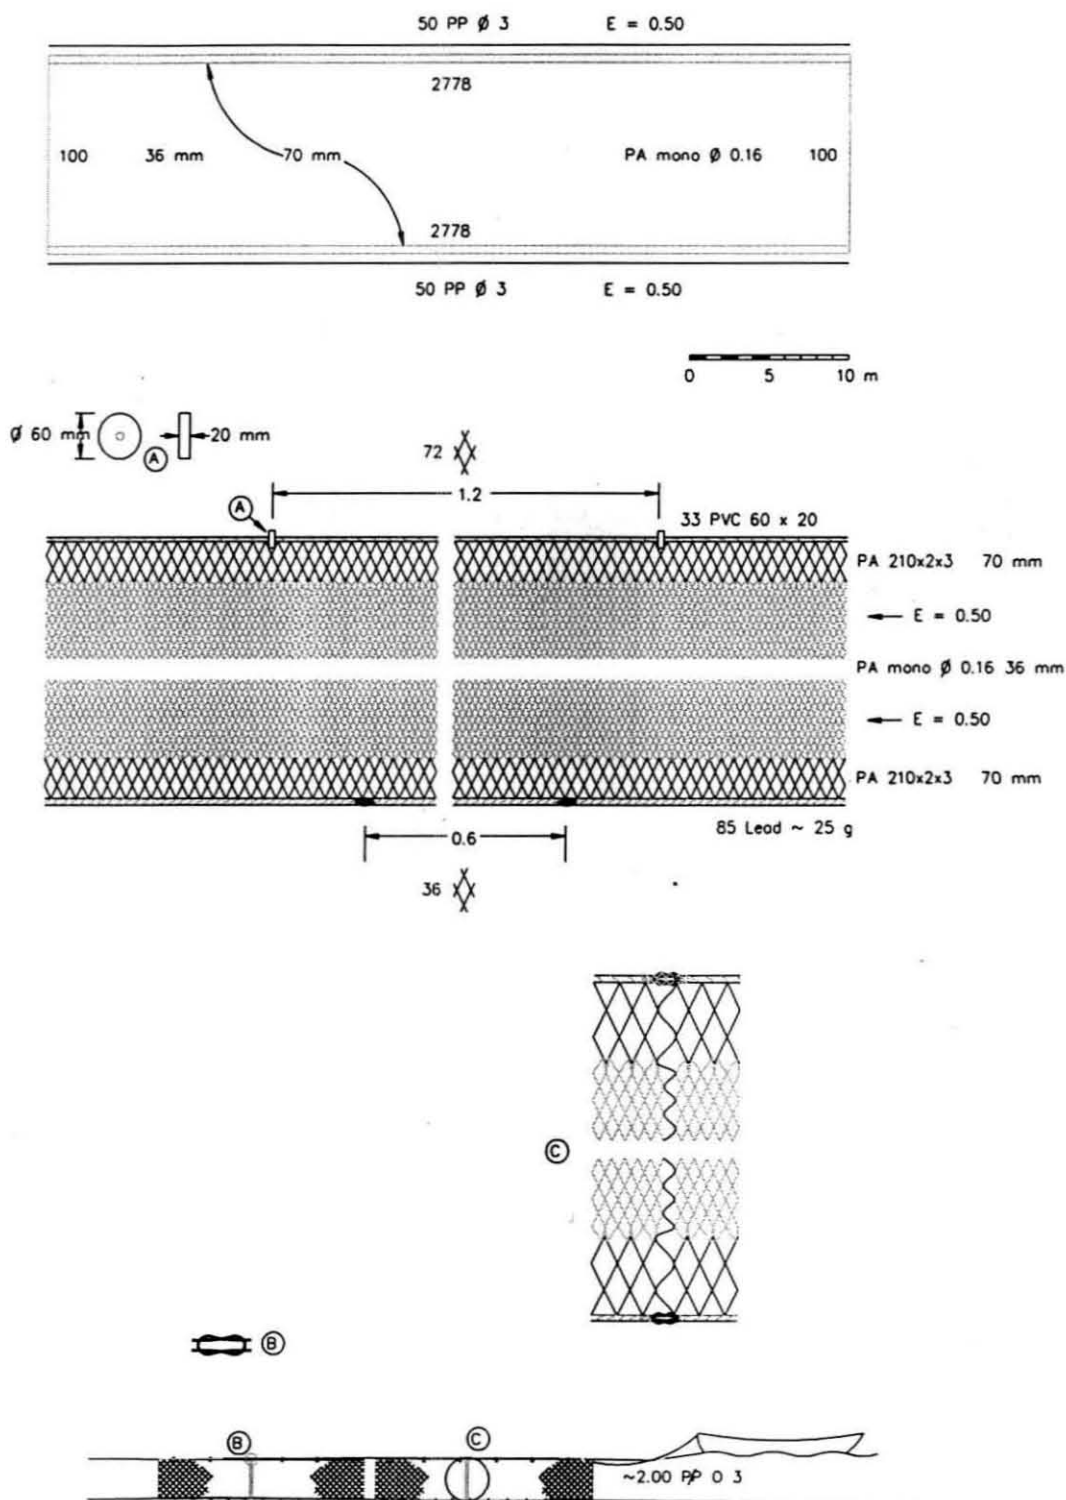 50 PP Ø 3 E = 0.50
2778
100 36 mm 70 mm PA mono Ø 0.16 100
2778
50 PP Ø 3 E = 0.50
0 5 10 m
Ø 60 mm 20 mm
A
72
1.2
A
33 PVC 60 x 20
PA 210x2x3 70 mm
E = 0.50
PA mono Ø 0.16 36 mm
E = 0.50
PA 210x2x3 70 mm
85 Lead ~ 25 g
0.6
36
C
B
B C
~2.00 PP O 3